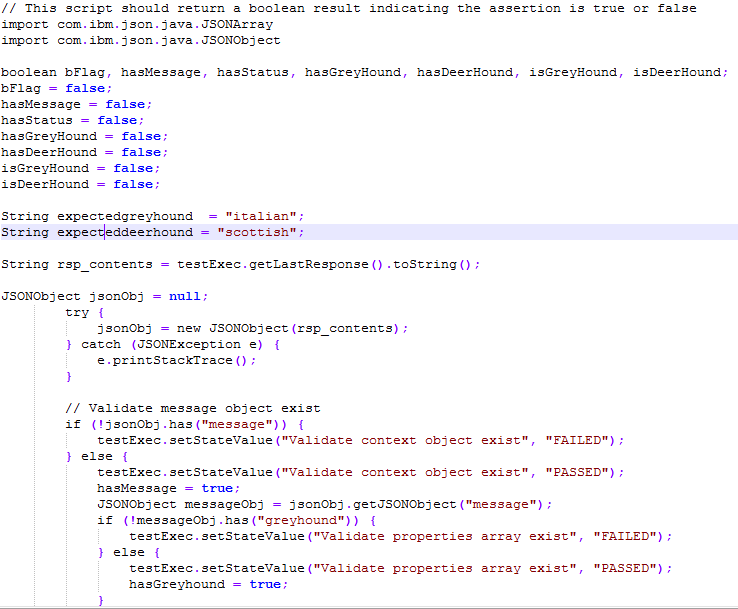 // This script should return a boolean result indicating the assertion is true or false
import com.ibm.json.java.JSONArray
import com.ibm.json.java.JSONObject
boolean bFlag, hasMessage, hasStatus, hasGreyHound, hasDeerHound, isGreyHound, isDeerHound;
bFlag = false;
hasMessage = false;
hasStatus = false;
hasGreyHound = false;
hasDeerHound = false;
isGreyHound = false;
isDeerHound = false;
String expectedgreyhound  = "italian";
String expecteddeerhound = "scottish";
String rsp_contents = testExec.getLastResponse().toString();
JSONObject jsonObj = null;
        try {
            jsonObj = new JSONObject(rsp_contents);
        } catch (JSONException e) {
            e.printStackTrace();
        }
        // Validate message object exist
        if (!jsonObj.has("message")) {
            testExec.setStateValue("Validate context object exist", "FAILED");
        } else {
            testExec.setStateValue("Validate context object exist", "PASSED");
            hasMessage = true;
            JSONObject messageObj = jsonObj.getJSONObject("message");
            if (!messageObj.has("greyhound")) {
                testExec.setStateValue("Validate properties array exist", "FAILED");
            } else {
                testExec.setStateValue("Validate properties array exist", "PASSED");
                hasGreyhound = true;
            }